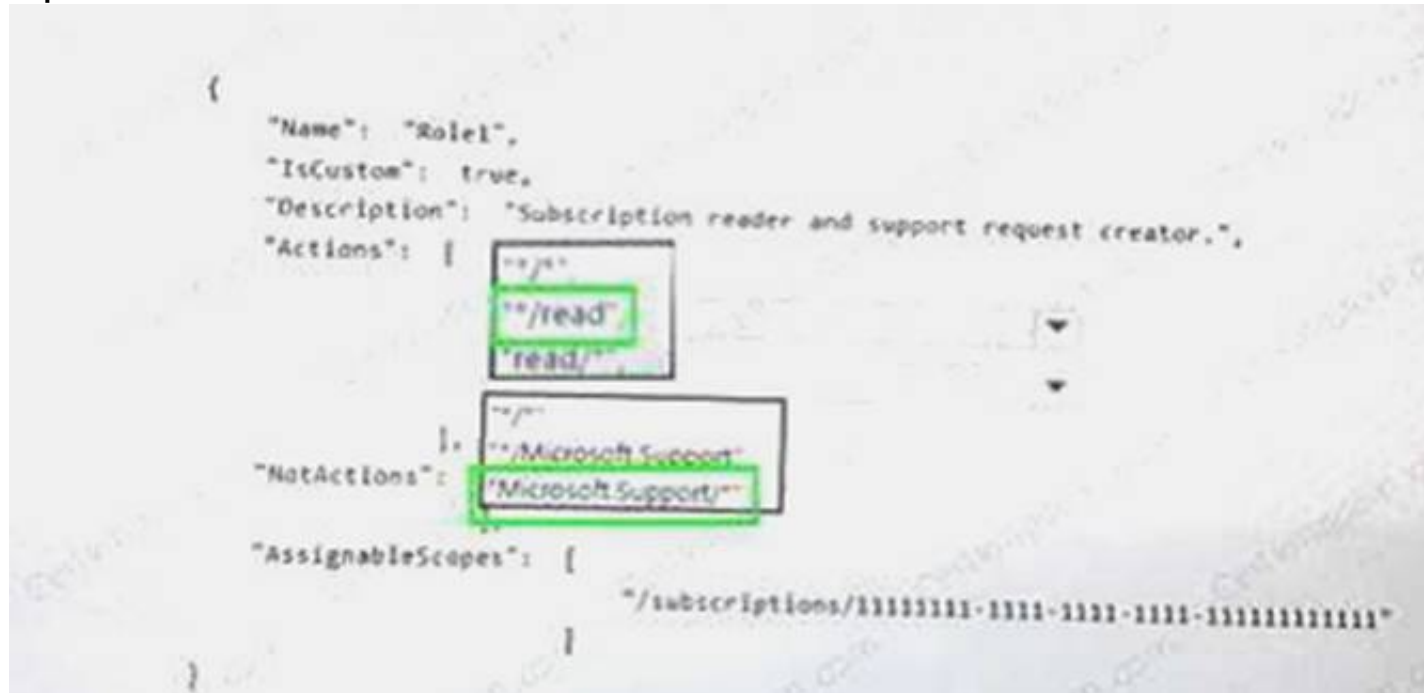 {
"Name": "Role1",
"IsCustom": true,
"Description": "Subscription reader and support request creator.",
"Actions": [
"*/*"
"*/read",
"read/*",
"*/*"
],
"*/Microsoft Support"
"NotActions":
"Microsoft Support/*"
"AssignableScopes": [
"/subscriptions/11111111-1111-1111-1111-111111111111"
]
}